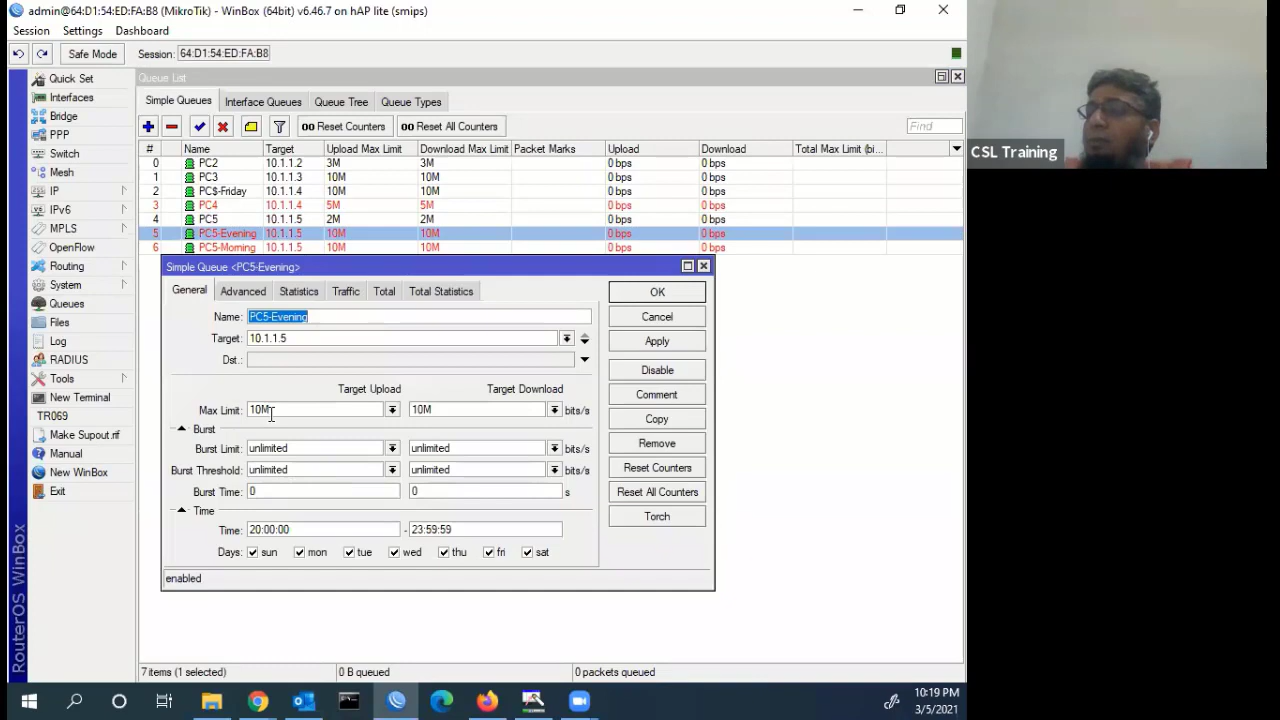 admin@64:D1:54:ED:FA:B8 (MikroTik) - WinBox (64bit) v6.46.7 on hAP lite (smips)
Session Settings Dashboard
Safe Mode Session: 64:D1:54:ED:FA:B8
Quick Set
Interfaces
Bridge
PPP
Switch
Mesh
IP
IPv6
MPLS
OpenFlow
Routing
System
Queues
Files
Log
RADIUS
Tools
New Terminal
TR069
Make Supout.rif
Manual
New WinBox
Exit
RouterOS WinBox
Queue List
Simple Queues Interface Queues Queue Tree Queue Types
00 Reset Counters 00 Reset All Counters Find
# Name Target Upload Max Limit Download Max Limit Packet Marks Upload Download Total Max Limit (bi...
0 PC2 10.1.1.2 3M 3M 0 bps 0 bps
1 PC3 10.1.1.3 10M 10M 0 bps 0 bps
2 PC$-Friday 10.1.1.4 10M 10M 0 bps 0 bps
3 PC4 10.1.1.4 5M 5M 0 bps 0 bps
4 PC5 10.1.1.5 2M 2M 0 bps 0 bps
5 PC5-Evening 10.1.1.5 10M 10M 0 bps 0 bps
6 PC5-Morning 10.1.1.5 10M 10M 0 bps 0 bps
Simple Queue <PC5-Evening>
General Advanced Statistics Traffic Total Total Statistics
Name: PC5-Evening
Target: 10.1.1.5
Dst.:
Target Upload Target Download
Max Limit: 10M 10M bits/s
Burst
Burst Limit: unlimited unlimited
Burst Threshold: unlimited unlimited bits/s
Burst Time: 0 0 s
Time
Time: 20:00:00 - 23:59:59
Days: sun mon tue wed thu fri sat
enabled
OK
Cancel
Apply
Disable
Comment
Copy
Remove
Reset Counters
Reset All Counters
Torch
7 items (1 selected) 0 B queued 0 packets queued
CSL Training
10:19 PM
3/5/2021